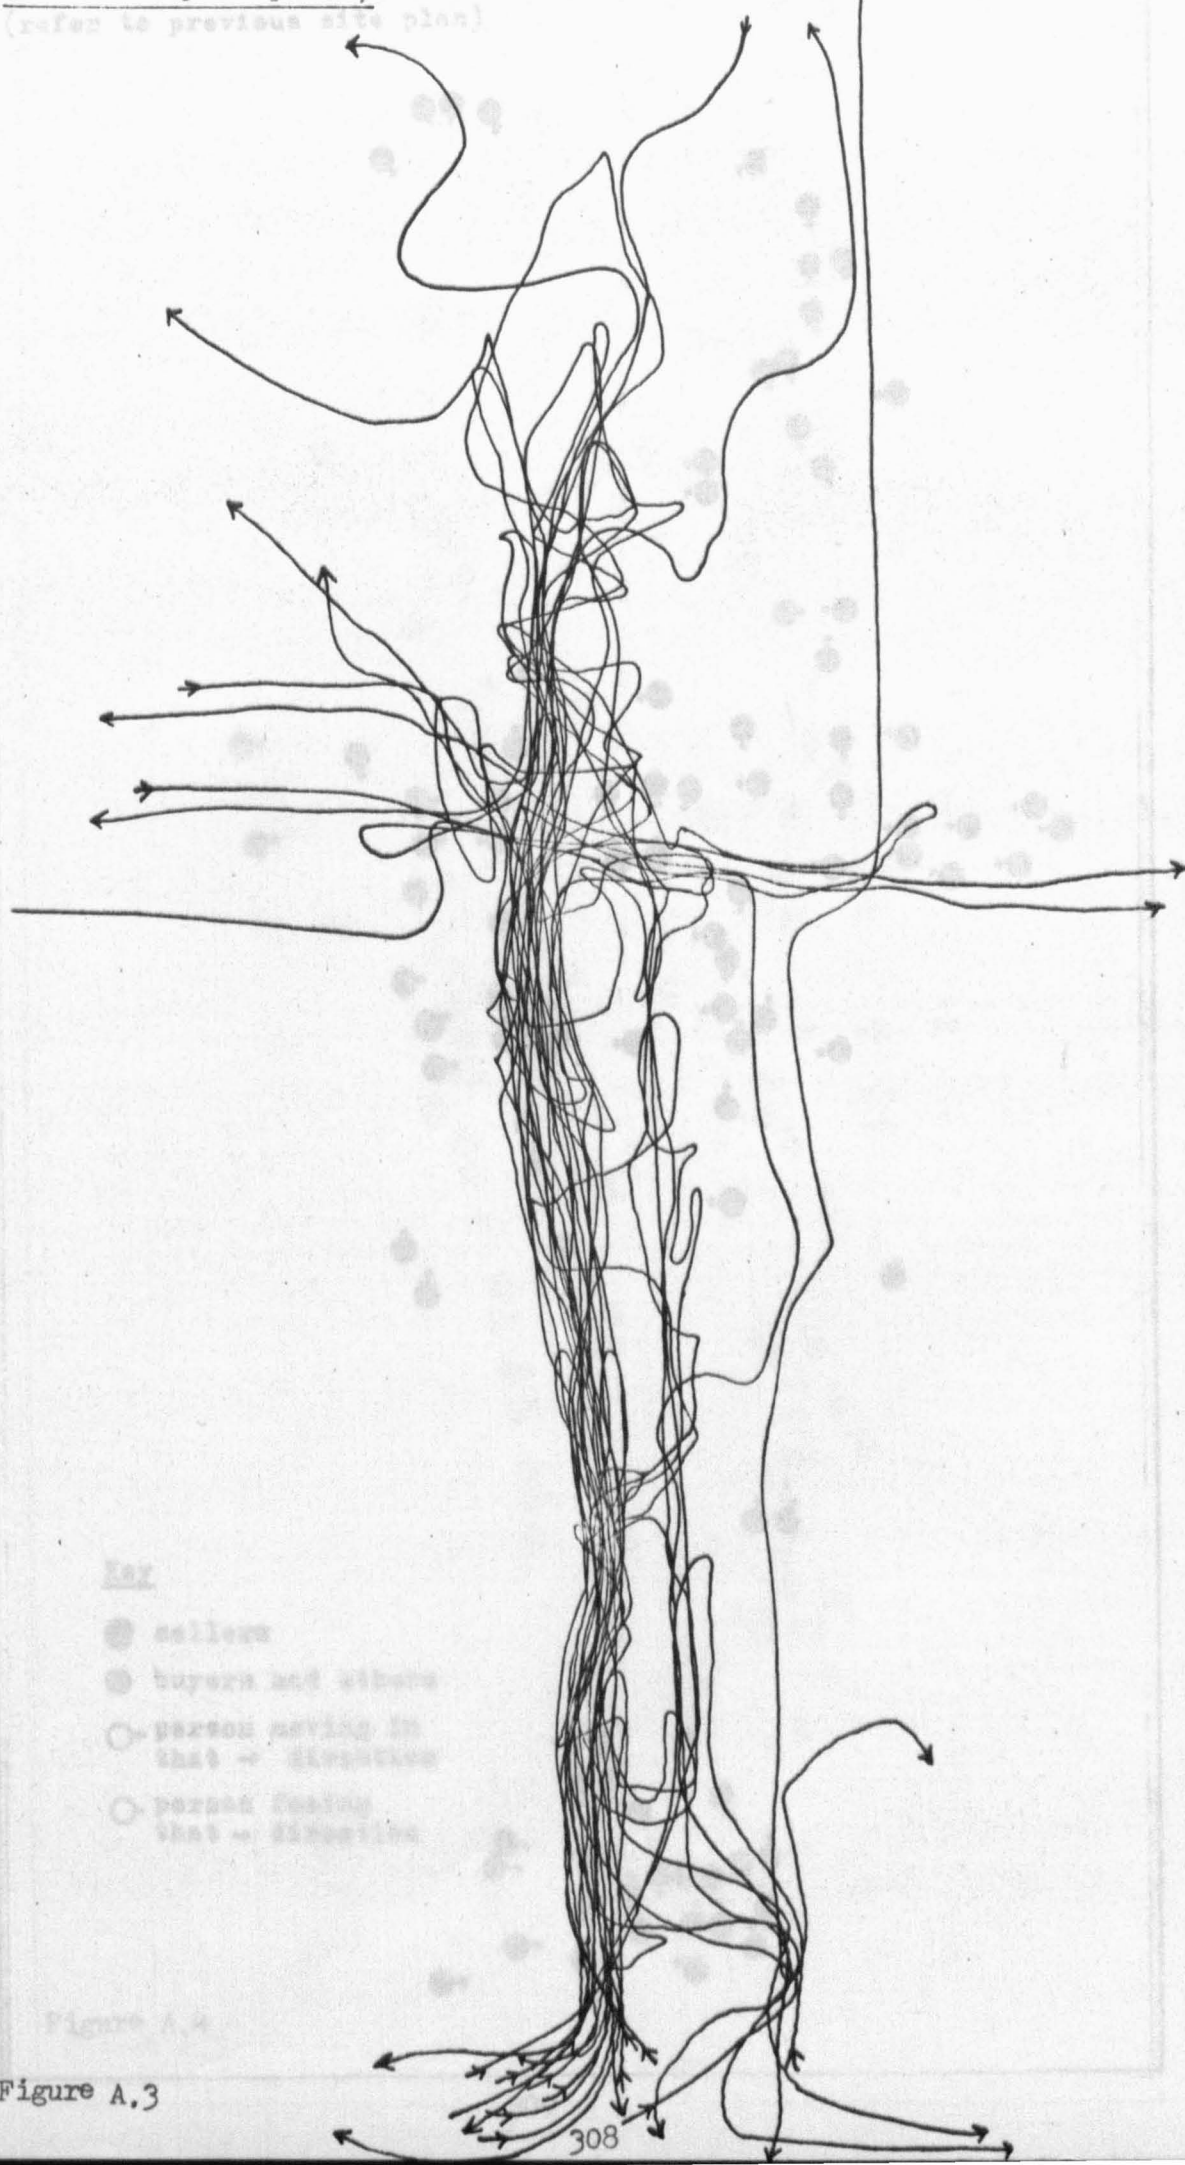 (refer to previous site plan)
Key
sellers
buyers and others
person moving in
that → direction
person facing
that → direction
Figure A.4
Figure A.3
308